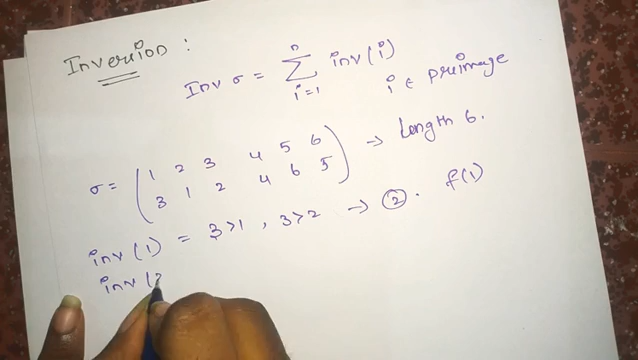 Inversion :
Inv σ = n Σ i=1 inv(i) i ∈ preimage
σ = ( 1 2 3 4 5 6 ) → Length 6.
3 1 2 4 6 5
inv (1) = 3>1 , 3>2 → 2. f(1)
inv (